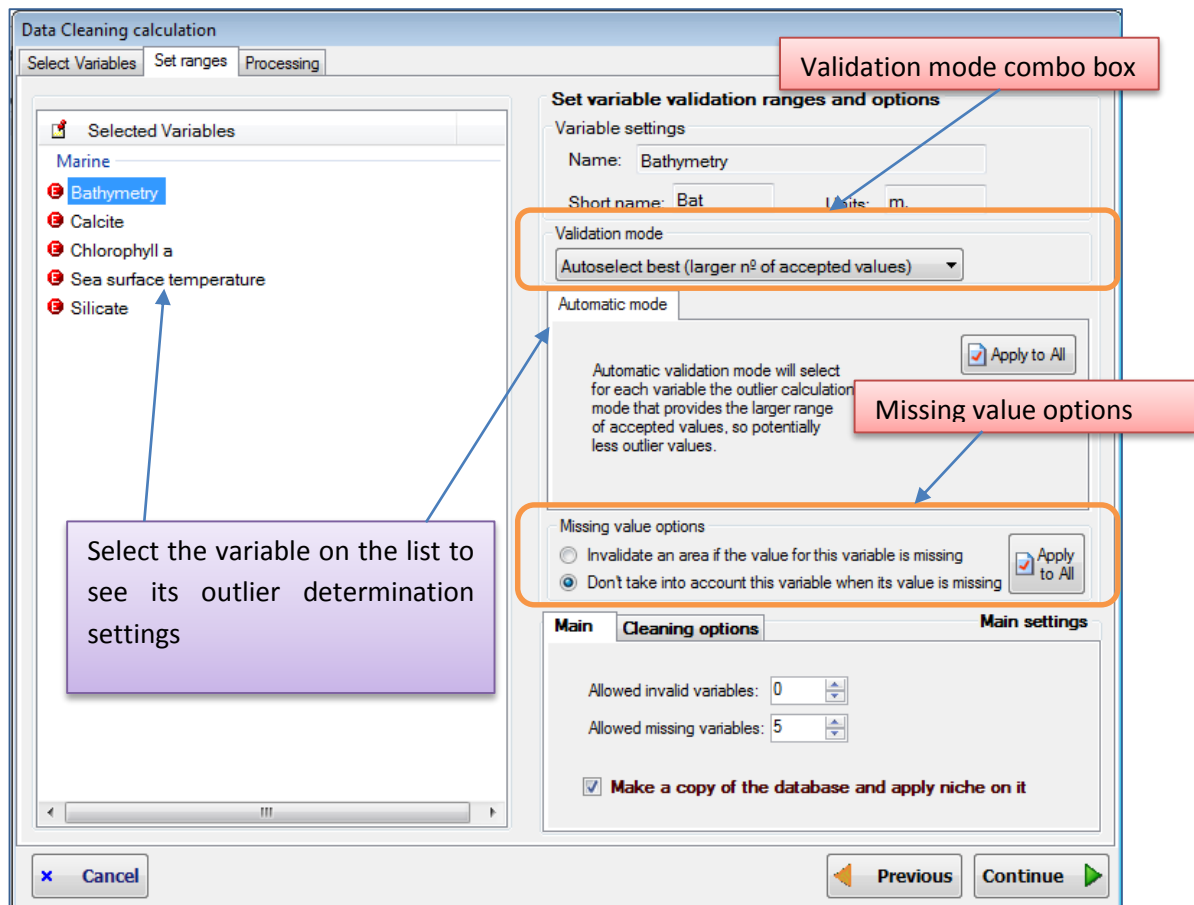 Data Cleaning calculation
Select Variables
Set ranges
Processing
Validation mode combo box
Selected Variables
Marine
Bathymetry
Calcite
Chlorophyll a
Sea surface temperature
Silicate
Select the variable on the list to
see its outlier determination
settings
Set variable validation ranges and options
Variable settings
Name: Bathymetry
Short name: Bat Units: m.
Validation mode
Autoselect best (larger nº of accepted values)
Automatic mode
Apply to All
Automatic validation mode will select
for each variable the outlier calculation
mode that provides the larger range
of accepted values, so potentially
less outlier values.
Missing value options
Missing value options
Invalidate an area if the value for this variable is missing
Don't take into account this variable when its value is missing
Apply
to All
Main
Cleaning options
Main settings
Allowed invalid variables: 0
Allowed missing variables: 5
Make a copy of the database and apply niche on it
Cancel
Previous
Continue